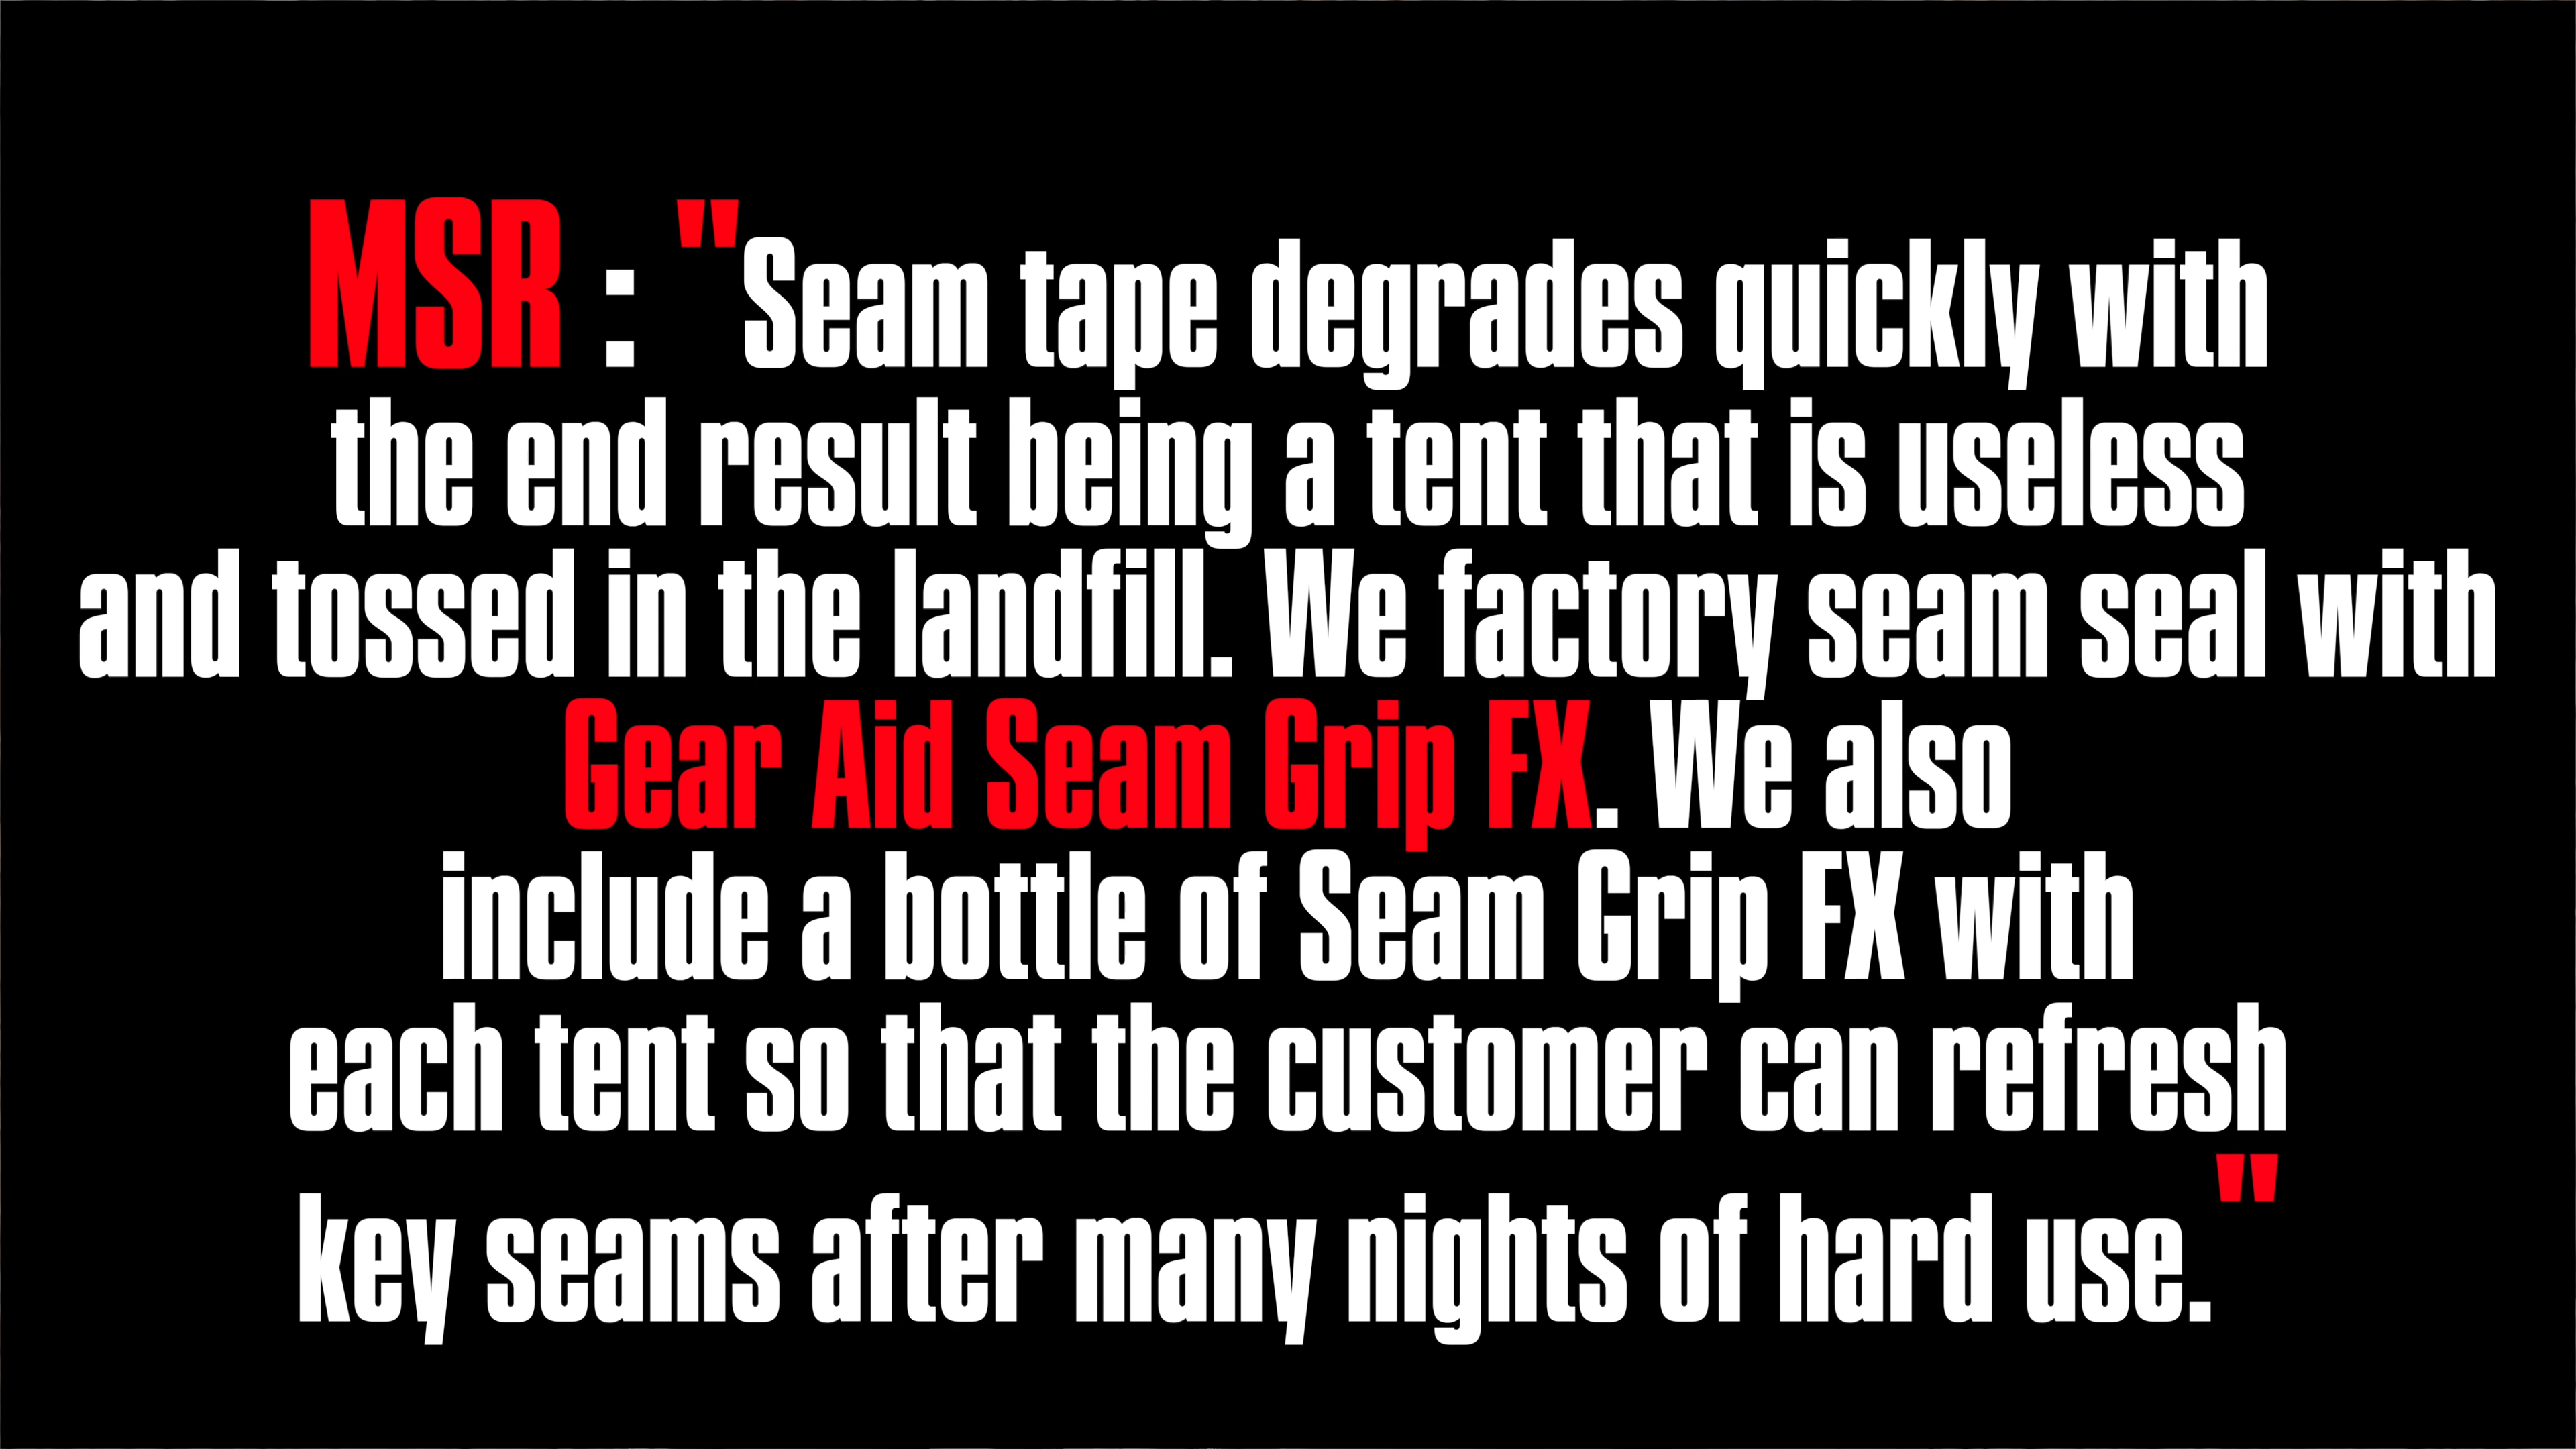 MSR : "Seam tape degrades quickly with
the end result being a tent that is useless
and tossed in the landfill. We factory seam seal with
Gear Aid Seam Grip FX. We also
include a bottle of Seam Grip FX with
each tent so that the customer can refresh
key seams after many nights of hard use."